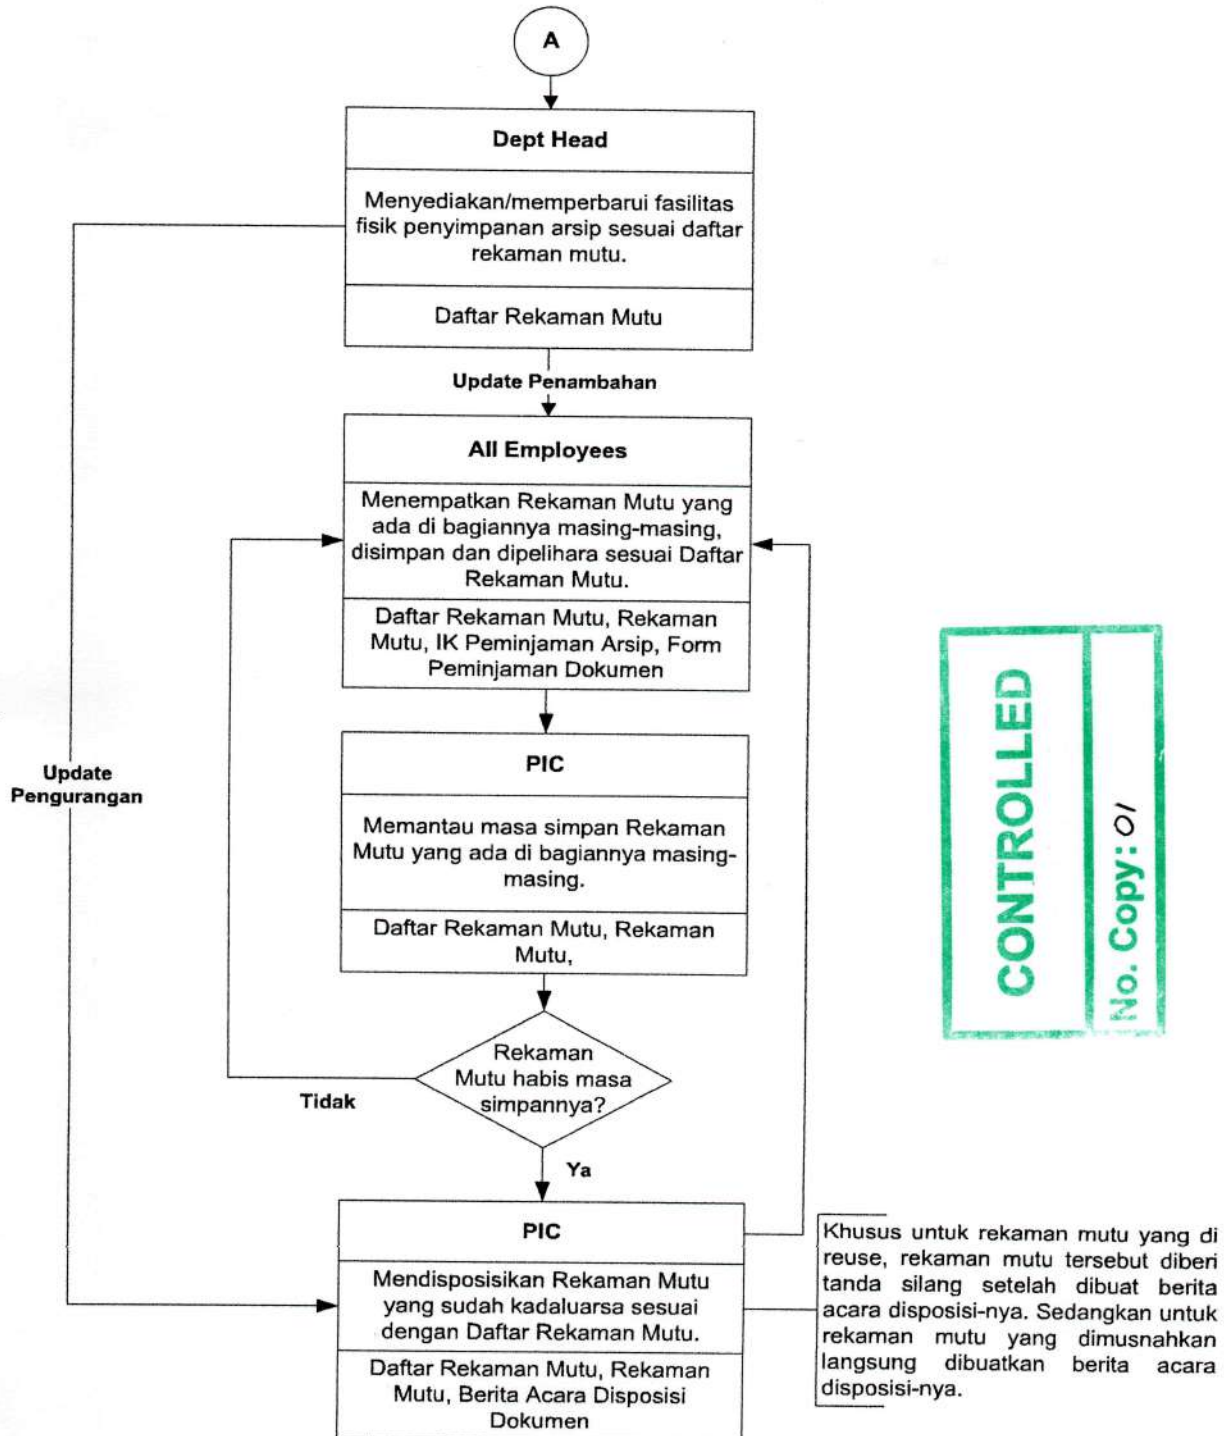 A
Dept Head
Menyediakan/memperbarui fasilitas
fisik penyimpanan arsip sesuai daftar
rekaman mutu.
Daftar Rekaman Mutu
Update Penambahan
All Employees
Menempatkan Rekaman Mutu yang
ada di bagiannya masing-masing,
disimpan dan dipelihara sesuai Daftar
Rekaman Mutu.
Daftar Rekaman Mutu, Rekaman
Mutu, IK Peminjaman Arsip, Form
Peminjaman Dokumen
PIC
Memantau masa simpan Rekaman
Mutu yang ada di bagiannya masing-
masing.
Daftar Rekaman Mutu, Rekaman
Mutu,
Update
Pengurangan
Rekaman
Mutu habis masa
simpannya?
Tidak
Ya
PIC
Mendisposisikan Rekaman Mutu
yang sudah kadaluarsa sesuai
dengan Daftar Rekaman Mutu.
Daftar Rekaman Mutu, Rekaman
Mutu, Berita Acara Disposisi
Dokumen
Khusus untuk rekaman mutu yang di
reuse, rekaman mutu tersebut diberi
tanda silang setelah dibuat berita
acara disposisi-nya. Sedangkan untuk
rekaman mutu yang dimusnahkan
langsung dibuatkan berita acara
disposisi-nya.
CONTROLLED
No. Copy: 01